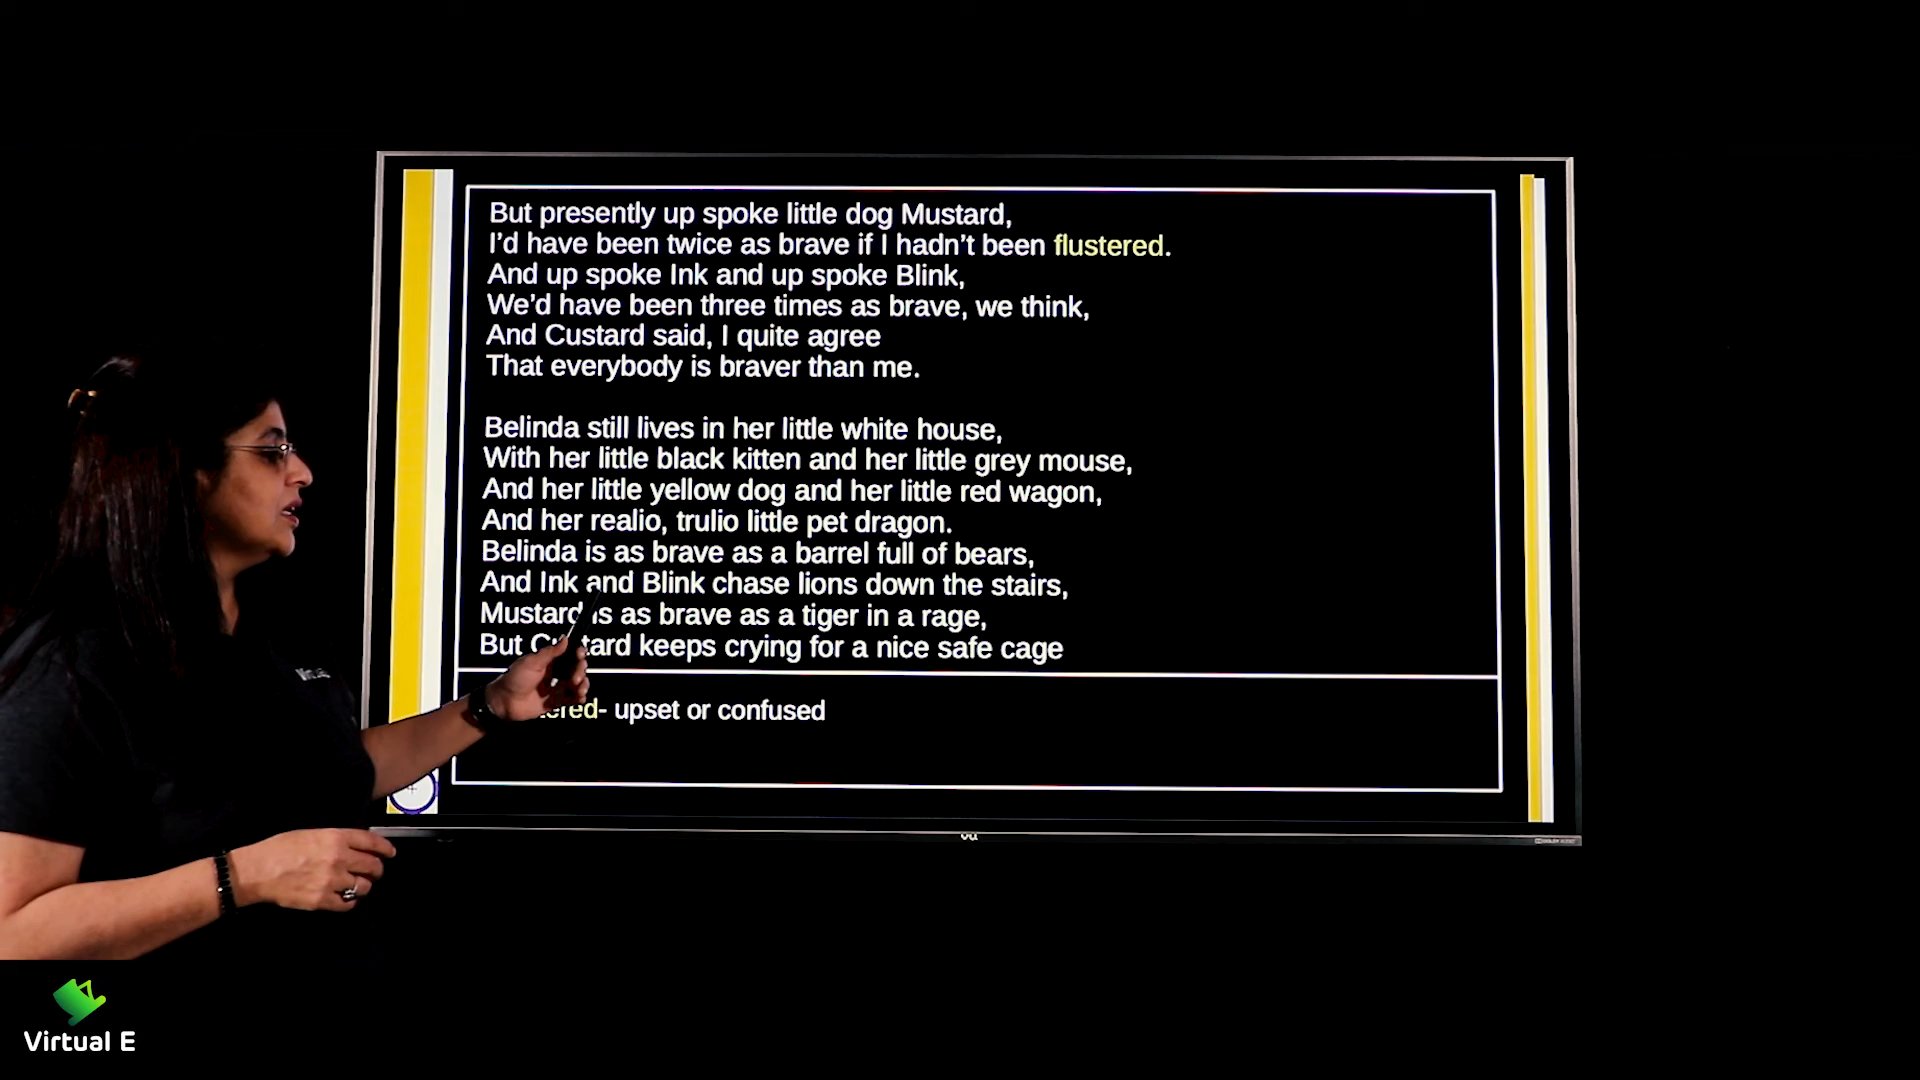 But presently up spoke little dog Mustard,
I'd have been twice as brave if I hadn't been flustered.
And up spoke Ink and up spoke Blink,
We'd have been three times as brave, we think,
And Custard said, I quite agree
That everybody is braver than me.
Belinda still lives in her little white house,
With her little black kitten and her little grey mouse,
And her little yellow dog and her little red wagon,
And her realio, trulio little pet dragon.
Belinda is as brave as a barrel full of bears,
And Ink and Blink chase lions down the stairs,
Mustard is as brave as a tiger in a rage,
But Custard keeps crying for a nice safe cage
- upset or confused
Virtual E